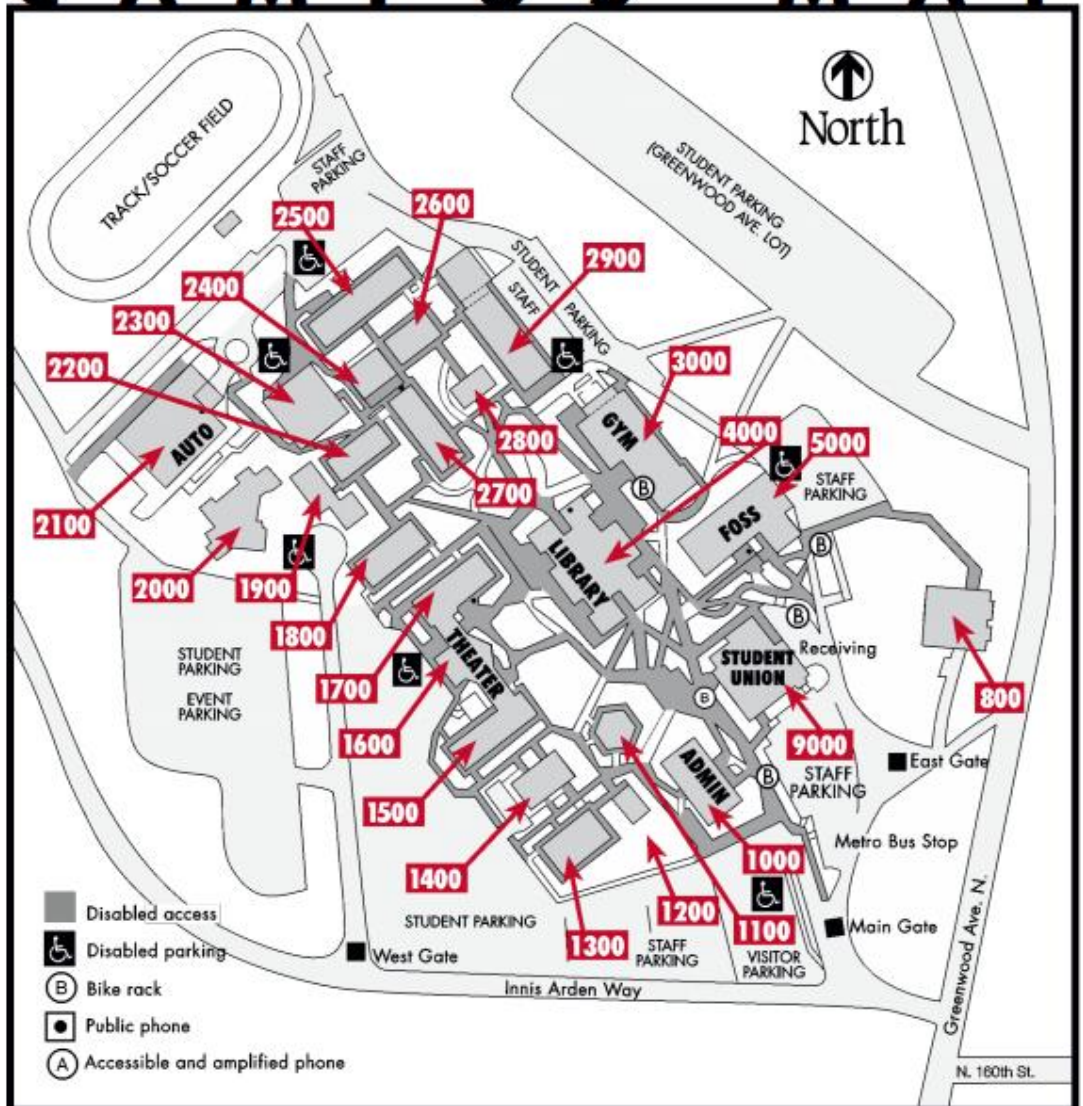 North
TRACK/SOCCER FIELD
STAFF
PARKING
STUDENT PARKING
(GREENWOOD AVE. LOT)
2500
2600
STUDENT PARKING
STAFF
2900
2400
2300
2200
3000
AUTO
GYM
4000
5000
2800
2700
B
STAFF
PARKING
FOSS
2100
LIBRARY
B
2000
1900
1800
B
STUDENT
PARKING
EVENT
PARKING
THEATER
STUDENT
UNION
Receiving
1700
B
800
1600
9000
East Gate
ADMIN
B
STAFF
PARKING
1500
1400
1000
Metro Bus Stop
1200
1100
1300
Disabled access
STUDENT PARKING
Main Gate
Disabled parking
West Gate
STAFF
PARKING
VISITOR
PARKING
B Bike rack
Innis Arden Way
Greenwood Ave. N.
Public phone
A Accessible and amplified phone
N. 160th St.